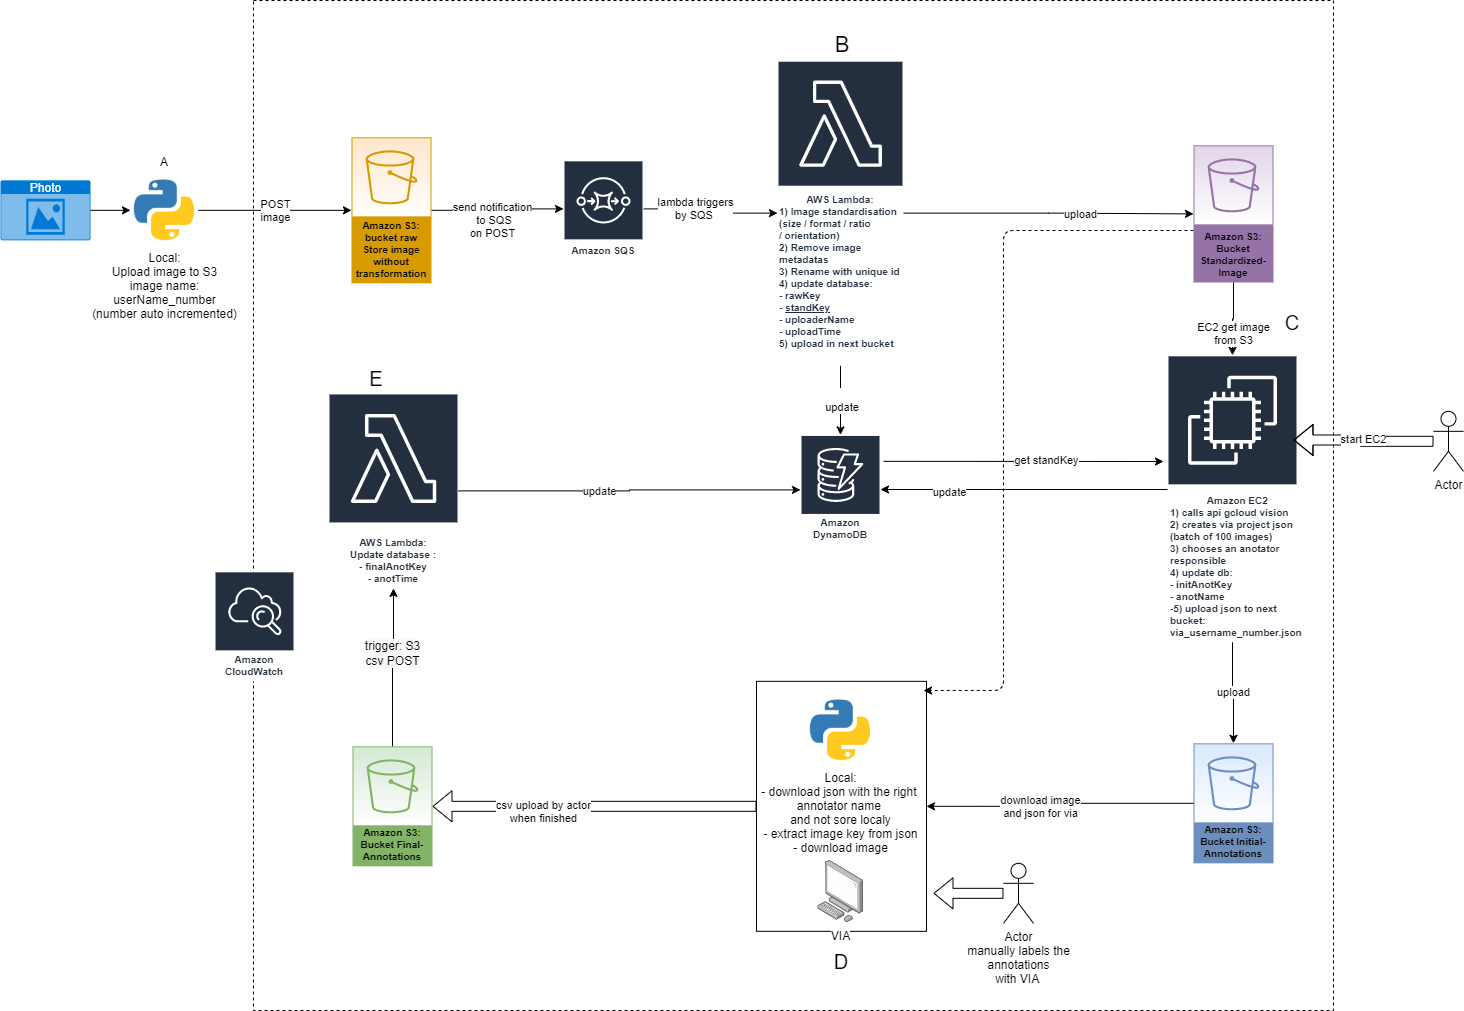 B
Photo
A
Local:
Upload image to S3
image name:
userName_number
(number auto incremented)
POST
image
Amazon S3:
bucket raw
Store image
without
transformation
send notification
to SQS
on POST
Amazon SQS
lambda triggers
by SQS
AWS Lambda:
1) Image standardisation
(size / format / ratio
/ orientation)
2) Remove image
metadatas
3) Rename with unique id
4) update database:
- rawKey
- standKey
- uploaderName
- uploadTime
5) upload in next bucket
upload
Amazon S3:
Bucket
Standardized-
Image
EC2 get image
from S3
C
start EC2
Actor
update
Amazon
DynamoDB
get standKey
update
Amazon EC2
1) calls api gcloud vision
2) creates via project json
(batch of 100 images)
3) chooses an anotator
responsible
4) update db:
- initAnotKey
- anotName
-5) upload json to next
bucket:
via_username_number.json
E
update
AWS Lambda:
Update database :
- finalAnotKey
- anotTime
Amazon
CloudWatch
trigger: S3
csv POST
upload
Amazon S3:
Bucket Initial-
Annotations
download image
and json for via
Local:
- download json with the right
annotator name
and not sore localy
- extract image key from json
- download image
VIA
D
Actor
manually labels the
annotations
with VIA
csv upload by actor
when finished
Amazon S3:
Bucket Final-
Annotations